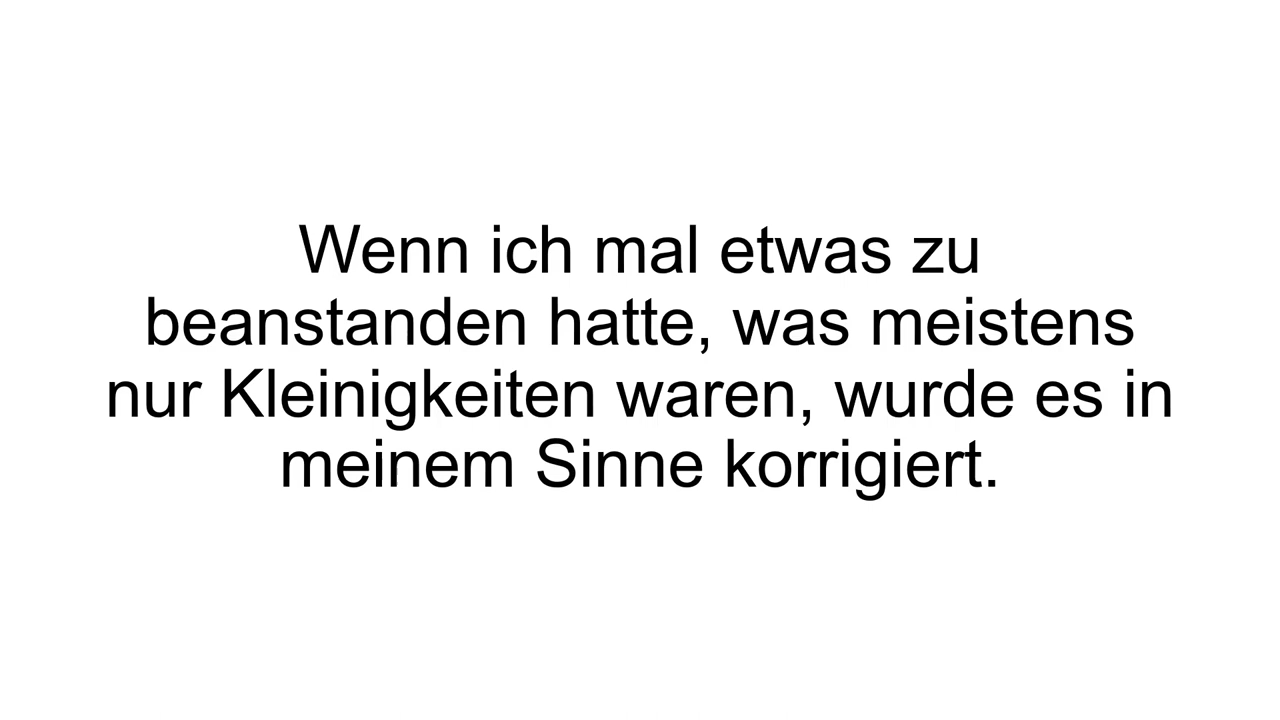 Wenn ich mal etwas zu
beanstanden hatte, was meistens
nur Kleinigkeiten waren, wurde es in
meinem Sinne korrigiert.